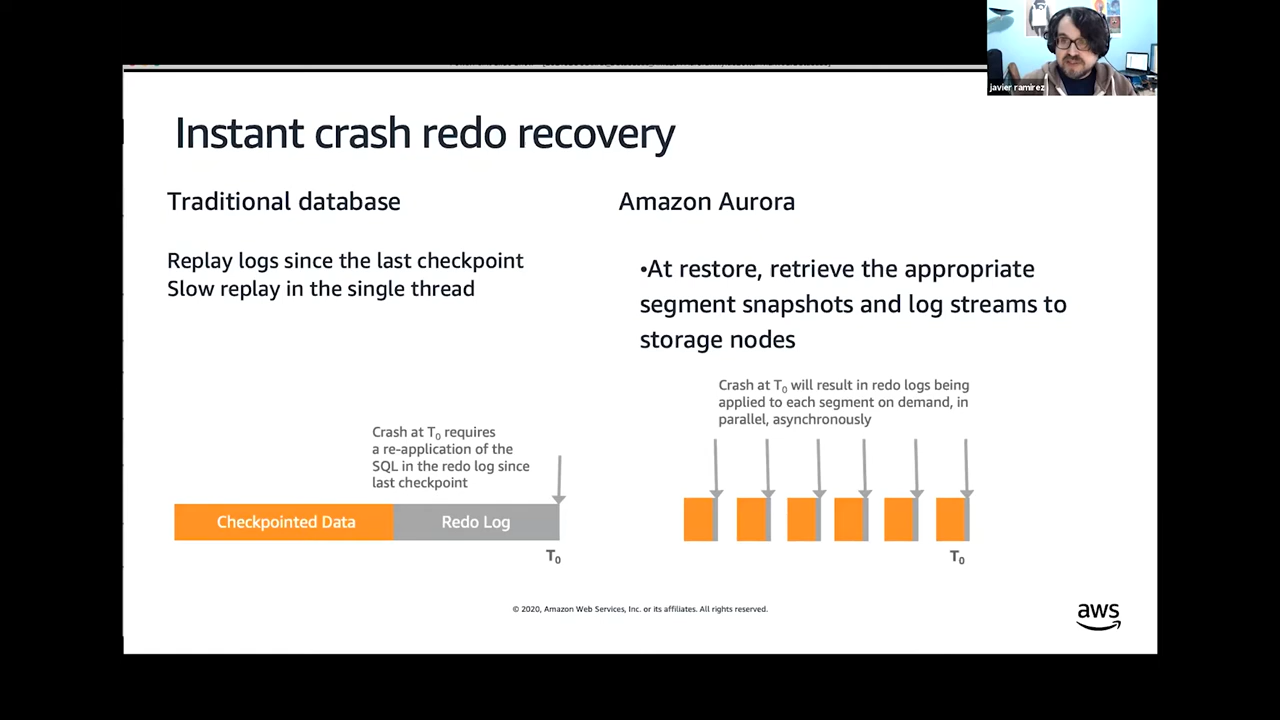 javier ramirez
Instant crash redo recovery
Traditional database
Replay logs since the last checkpoint
Slow replay in the single thread
Crash at T₀ requires
a re-application of the
SQL in the redo log since
last checkpoint
Checkpointed Data
Redo Log
T₀
Amazon Aurora
•At restore, retrieve the appropriate
segment snapshots and log streams to
storage nodes
Crash at T₀ will result in redo logs being
applied to each segment on demand, in
parallel, asynchronously
T₀
© 2020, Amazon Web Services, Inc. or its affiliates. All rights reserved.
aws